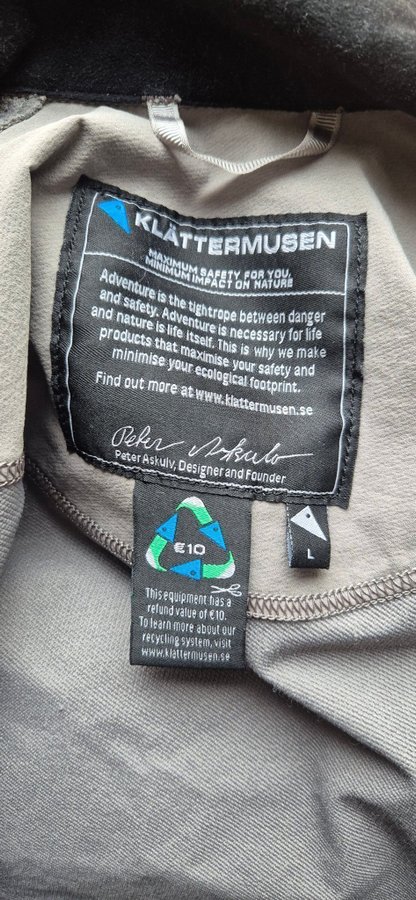 KLÄTTERMUSEN
MAXIMUM SAFETY FOR YOU,
MINIMUM IMPACT ON NATURE
Adventure is the tightrope between danger
and safety. Adventure is necessary for life
and nature is life itself. This is why we make
products that maximise your safety and
minimise your ecological footprint.
Find out more at www.klattermusen.se
Peter Askulv
Peter Askulv, Designer and Founder
€10
L
This equipment has a
refund value of €10.
To learn more about our
recycling system, visit
www.klattermusen.se